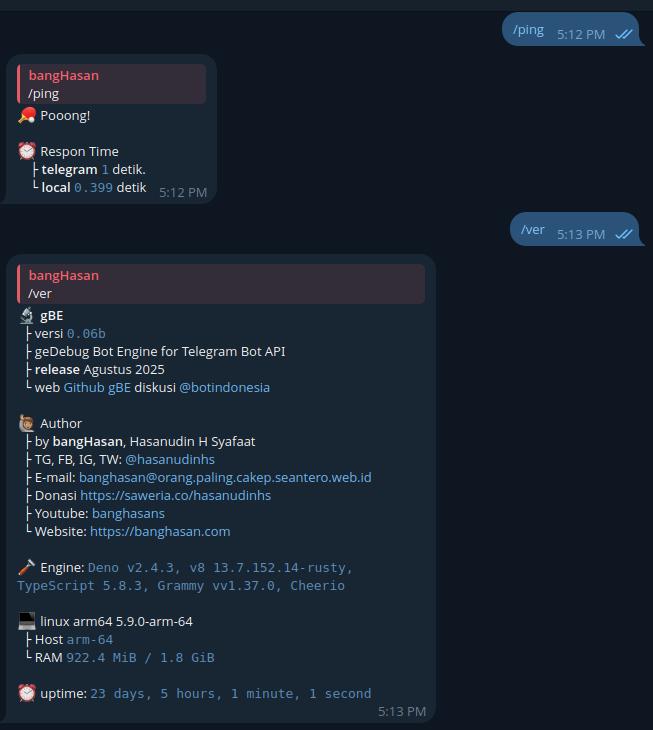 /ping 5:12 PM
bangHasan
/ping
Pooong!
Respon Time
├ telegram 1 detik.
└ local 0.399 detik 5:12 PM
/ver 5:13 PM
bangHasan
/ver
gBE
├ versi 0.06b
├ geDebug Bot Engine for Telegram Bot API
├ release Agustus 2025
└ web Github gBE diskusi @botindonesia
Author
├ by bangHasan, Hasanudin H Syafaat
├ TG, FB, IG, TW: @hasanudinhs
├ E-mail: banghasan@orang.paling.cakep.seantero.web.id
├ Donasi https://saweria.co/hasanudinhs
├ Youtube: banghasans
└ Website: https://banghasan.com
Engine: Deno v2.4.3, v8 13.7.152.14-rusty,
TypeScript 5.8.3, Grammy vv1.37.0, Cheerio
linux arm64 5.9.0-arm-64
├ Host arm-64
└ RAM 922.4 MiB / 1.8 GiB
uptime: 23 days, 5 hours, 1 minute, 1 second
5:13 PM